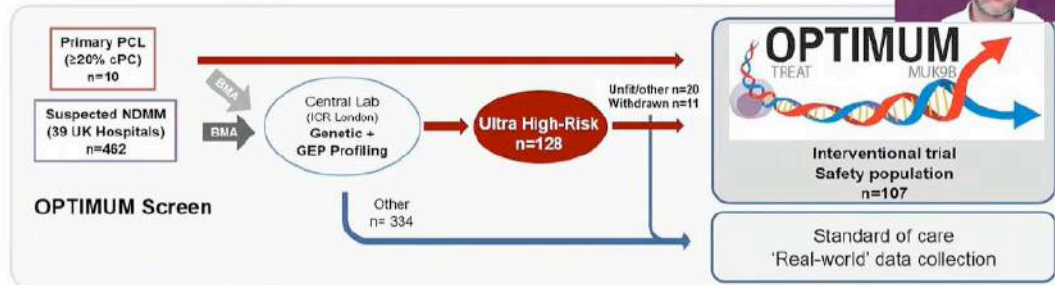 Primary PCL
(≥20% cPC)
n=10
Suspected NDMM
(39 UK Hospitals)
n=462
OPTIMUM Screen
BMA
BMA
Central Lab
(ICR London)
Genetic +
GEP Profiling
Other
n= 334
Ultra High-Risk
n=128
Unfit/other n=20
Withdrawn n=11
OPTIMUM
TREAT MUK9B
Interventional trial
Safety population
n=107
Standard of care
'Real-world' data collection